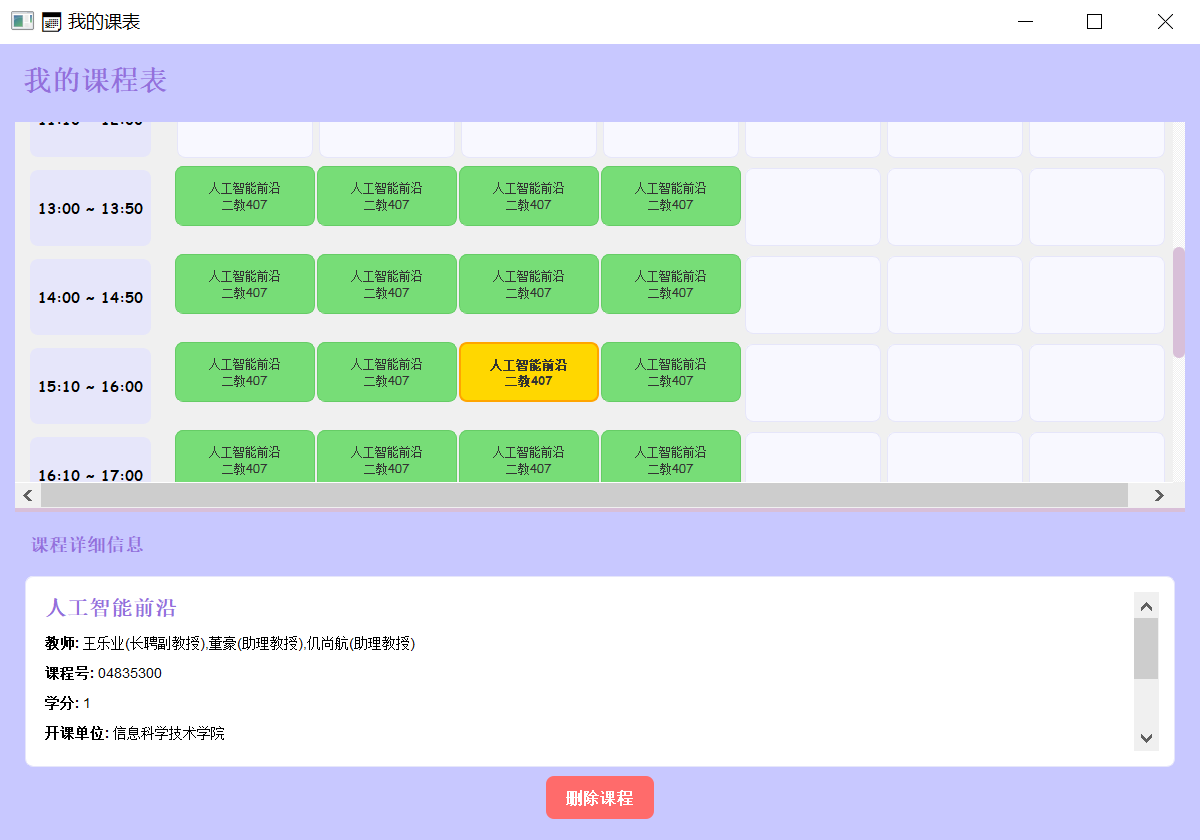 我的课表
我的课程表
11:10 ~ 12:00
13:00 ~ 13:50
人工智能前沿
二教407
人工智能前沿
二教407
人工智能前沿
二教407
人工智能前沿
二教407
14:00 ~ 14:50
人工智能前沿
二教407
人工智能前沿
二教407
人工智能前沿
二教407
人工智能前沿
二教407
15:10 ~ 16:00
人工智能前沿
二教407
人工智能前沿
二教407
人工智能前沿
二教407
人工智能前沿
二教407
16:10 ~ 17:00
人工智能前沿
二教407
人工智能前沿
二教407
人工智能前沿
二教407
人工智能前沿
二教407
课程详细信息
人工智能前沿
教师: 王乐业(长聘副教授),董豪(助理教授),仉尚航(助理教授)
课程号: 04835300
学分: 1
开课单位: 信息科学技术学院
删除课程